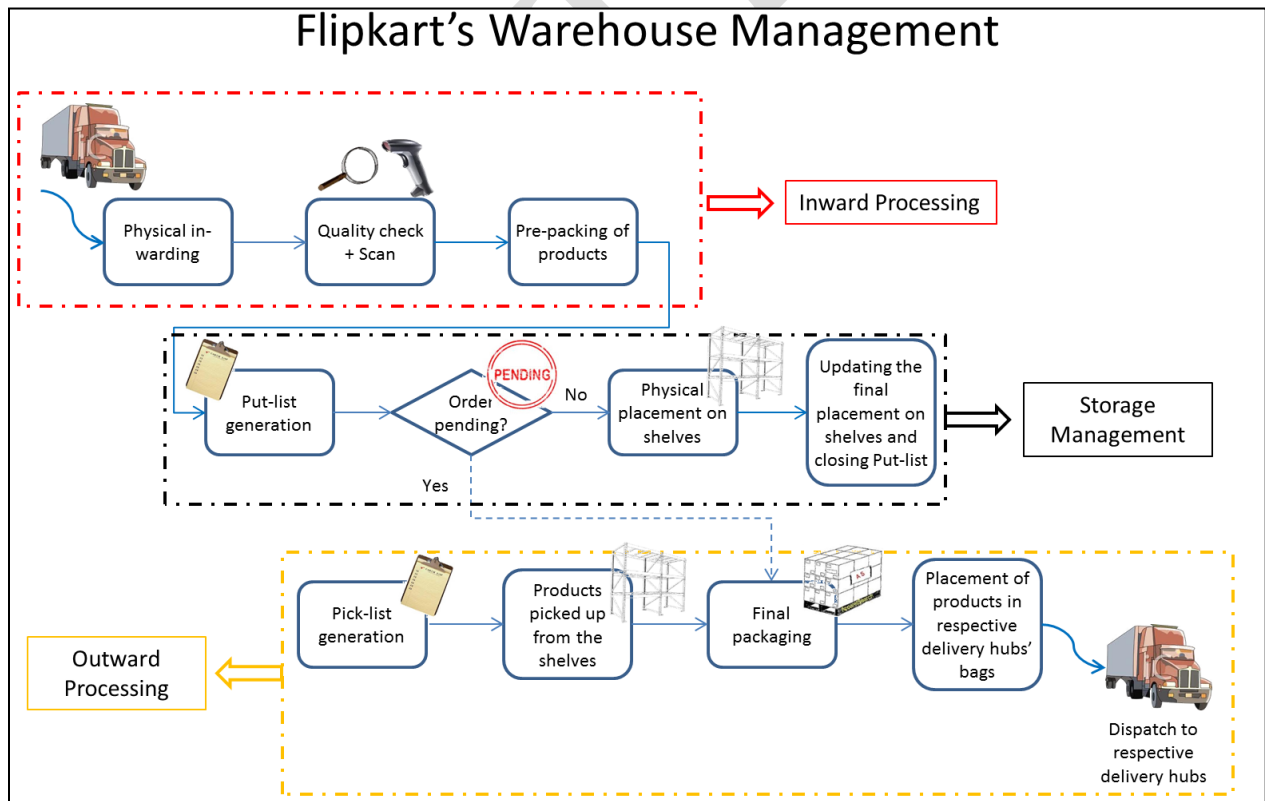 Flipkart's Warehouse Management
Physical in-
warding
Quality check
+ Scan
Pre-packing of
products
Inward Processing
Put-list
generation
PENDING
Order
pending?
No
Yes
Physical
placement on
shelves
Updating the
final
placement on
shelves and
closing Put-list
Storage
Management
Pick-list
generation
Products
picked up
from the
shelves
Final
packaging
Placement of
products in
respective
delivery hubs'
bags
Outward
Processing
Dispatch to
respective
delivery hubs